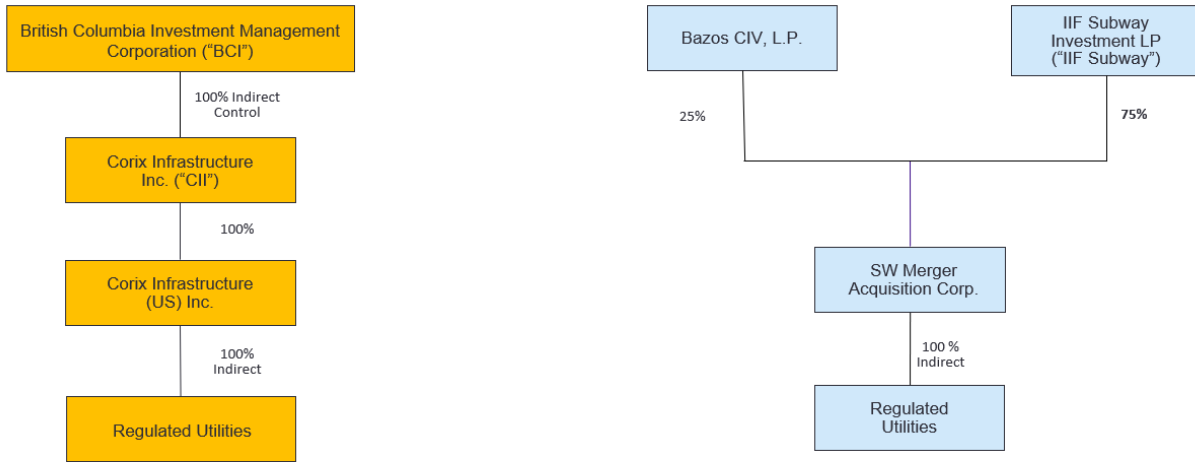 British Columbia Investment Management
Corporation (“BCI”)
100% Indirect
Control
Corix Infrastructure
Inc. (“CII”)
100%
Corix Infrastructure
(US) Inc.
100%
Indirect
Regulated Utilities
Bazos CIV, L.P.
IIF Subway
Investment LP
(“IIF Subway”)
25%
75%
SW Merger
Acquisition Corp.
100 %
Indirect
Regulated
Utilities